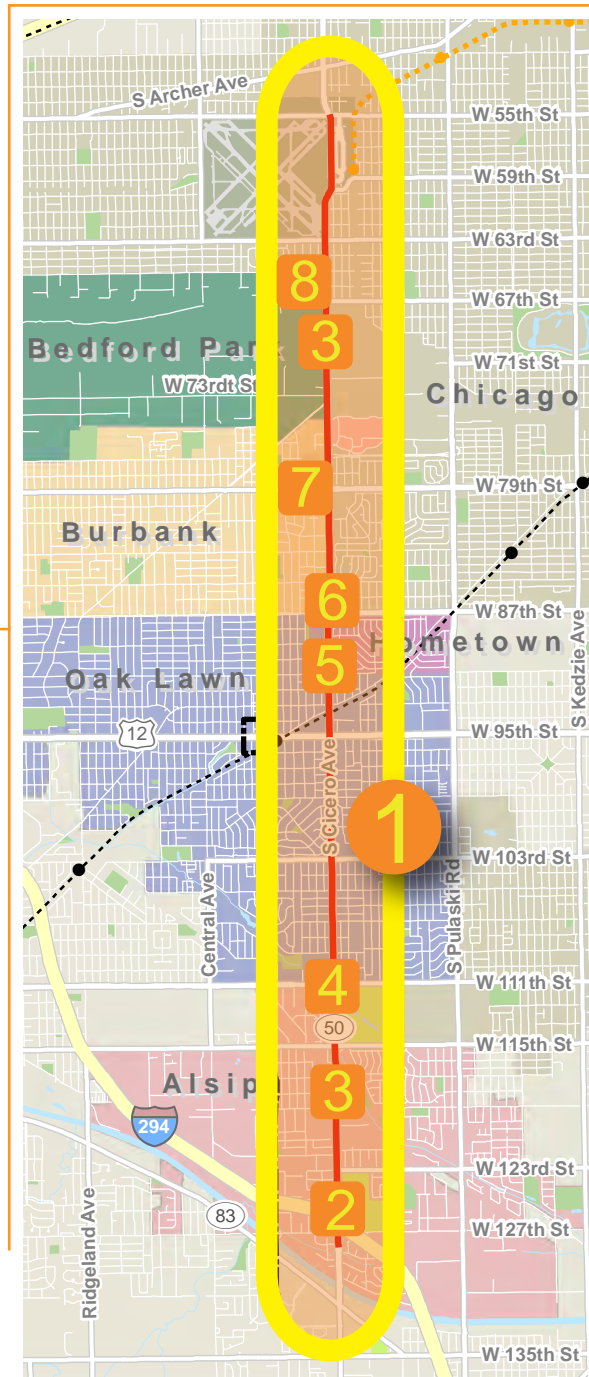 S Archer Ave
W 55th St
W 59th St
W 63rd St
8
W 67th St
3
Bedford Park
W 71st St
W 73rdt St
Chicago
7
W 79th St
Burbank
6
W 87th St
Hometown
5
Oak Lawn
S Kedzie Ave
12
W 95th St
S Cicero Ave
1
W 103rd St
Central Ave
S Pulaski Rd
4
W 111th St
50
W 115th St
Alsip
3
294
W 123rd St
2
83
W 127th St
Ridgeland Ave
W 135th St